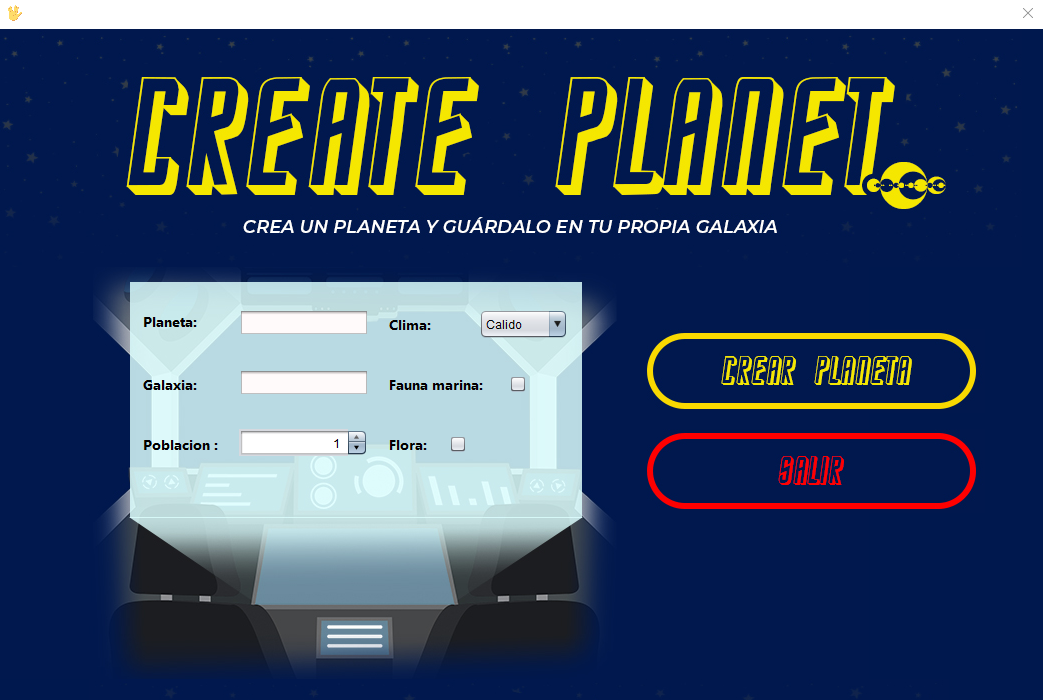 CREATE PLANET
CREA UN PLANETA Y GUÁRDALO EN TU PROPIA GALAXIA
Planeta:
Clima: Calido
Galaxia:
Fauna marina:
Poblacion : 1
Flora:
CREAR PLANETA
SALIR